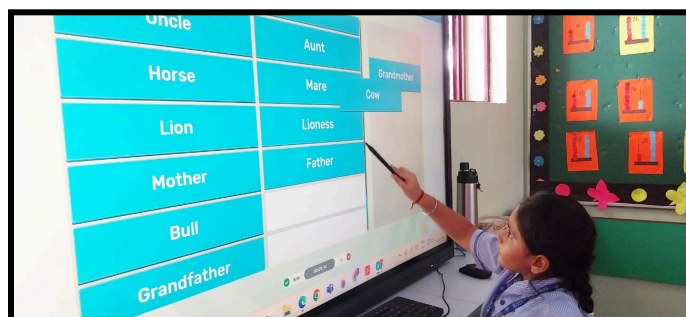 Uncle Aunt
Horse Mare
Grandmother
Cow
Lion Lioness
Mother Father
Bull
Grandfather